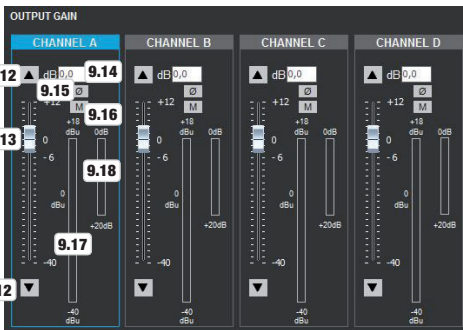 OUTPUT GAIN
CHANNEL A CHANNEL B CHANNEL C CHANNEL D
12 dB 0,0 9.14 dB 0,0 dB 0,0 dB 0,0
9.15 Ø Ø Ø Ø
+12 M 9.16 +12 M +12 M +12 M
+18 +18 +18 +18
dBu 0dB dBu 0dB dBu 0dB dBu 0dB
13 0 0 0 0
- 6 - 6 - 6 - 6
9.18
0 0 0 0
dBu dBu dBu dBu
+20dB +20dB +20dB +20dB
9.17
- 40 - 40 - 40 - 40
12
-40 -40 -40 -40
dBu dBu dBu dBu